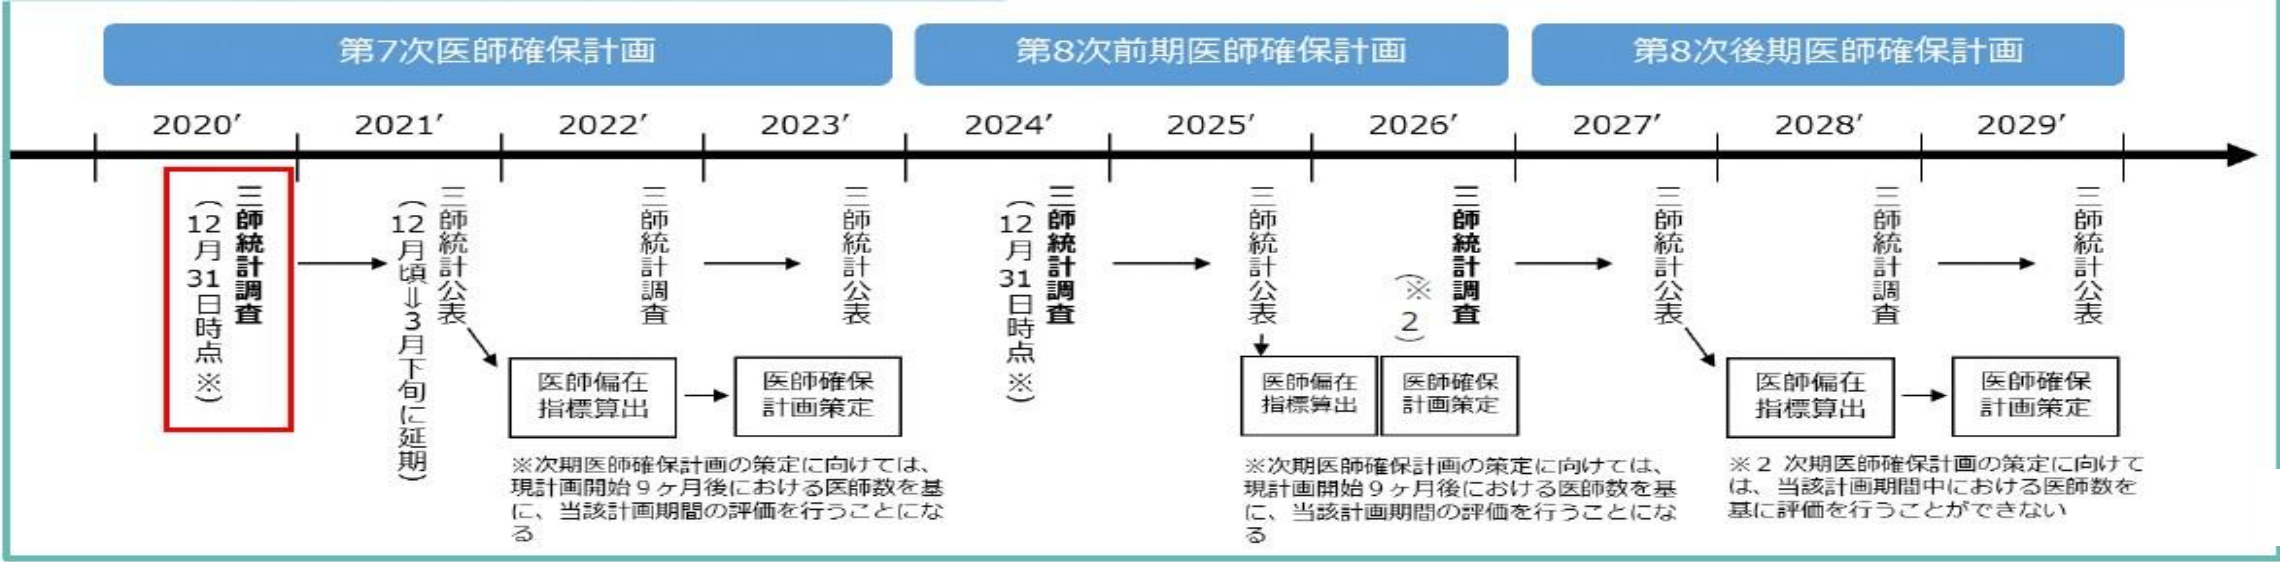 第7次医師確保計画
第8次前期医師確保計画
第8次後期医師確保計画
2020′
2021′
2022′
2023′
2024′
2025′
2026′
2027′
2028′
2029′
三師統計調査
（12月31日時点※）
三師統計公表
（12月頃⇒3月下旬に延期）
三師統計調査
三師統計公表
三師統計調査
（12月31日時点※）
三師統計公表
三師統計調査
（※2）
三師統計公表
三師統計調査
三師統計公表
医師偏在
指標算出
医師確保
計画策定
医師偏在
指標算出
医師確保
計画策定
医師偏在
指標算出
医師確保
計画策定
※次期医師確保計画の策定に向けては、
現計画開始９ヶ月後における医師数を基
に、当該計画期間の評価を行うことにな
る
※次期医師確保計画の策定に向けては、
現計画開始９ヶ月後における医師数を基
に、当該計画期間の評価を行うことにな
る
※２ 次期医師確保計画の策定に向けて
は、当該計画期間中における医師数を
基に評価を行うことができない